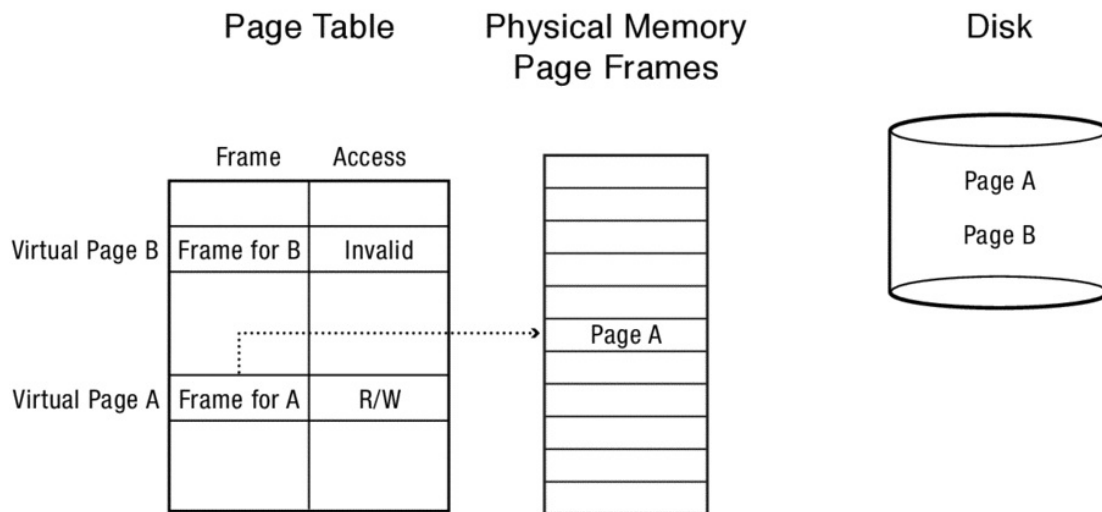 Page Table
Physical Memory
Page Frames
Disk
Frame
Access
Virtual Page B
Frame for B
Invalid
Virtual Page A
Frame for A
R/W
Page A
Page A
Page B